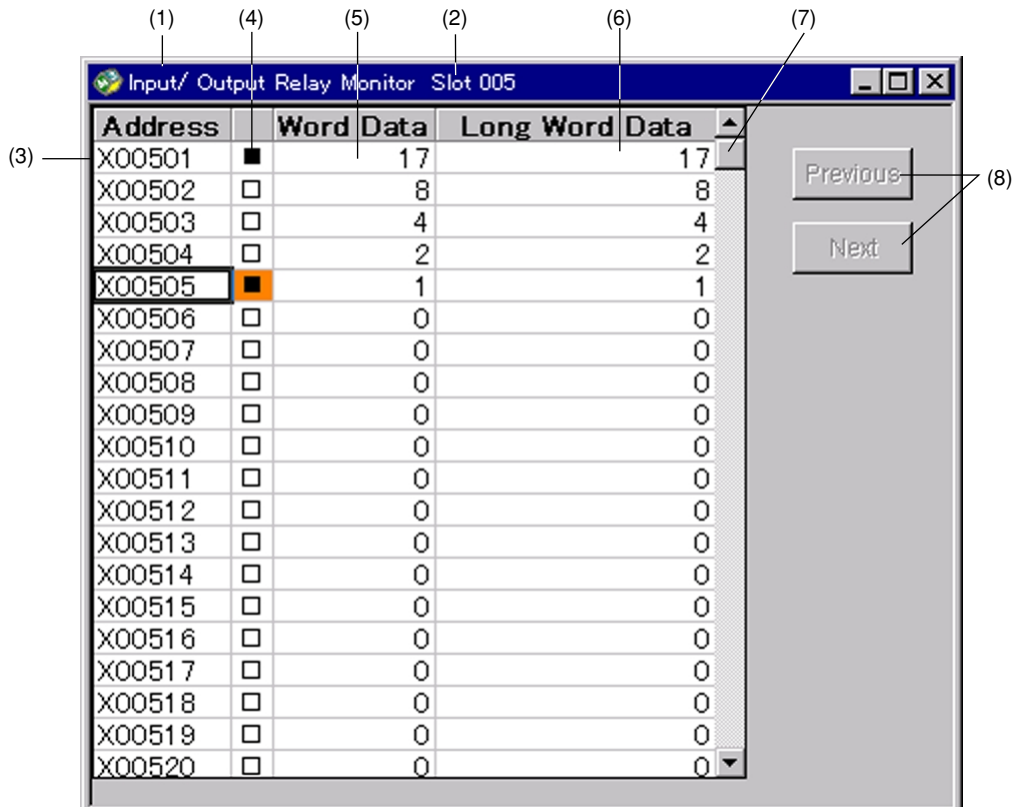 (1) (4) (5) (2) (6) (7)
Input/ Output Relay Monitor Slot 005
Address Word Data Long Word Data
(3) X00501 ■ 17 17
Previous (8)
X00502 □ 8 8
X00503 □ 4 4
Next
X00504 □ 2 2
X00505 ■ 1 1
X00506 □ 0 0
X00507 □ 0 0
X00508 □ 0 0
X00509 □ 0 0
X00510 □ 0 0
X00511 □ 0 0
X00512 □ 0 0
X00513 □ 0 0
X00514 □ 0 0
X00515 □ 0 0
X00516 □ 0 0
X00517 □ 0 0
X00518 □ 0 0
X00519 □ 0 0
X00520 □ 0 0